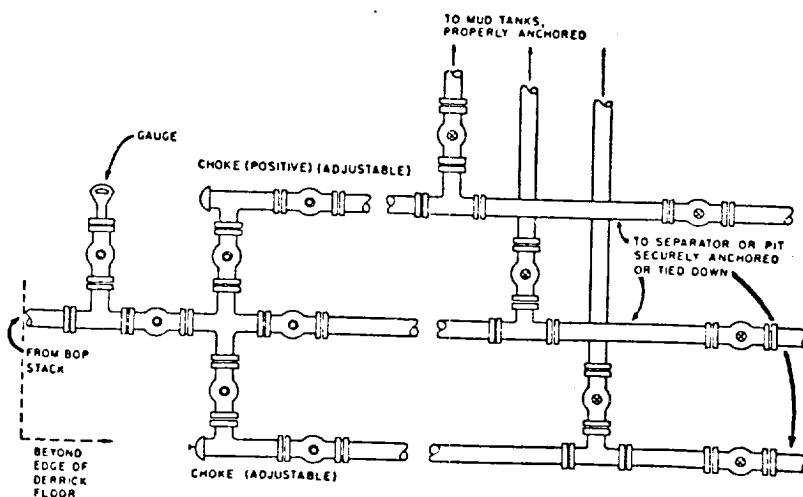 TO MUD TANKS,
PROPERLY ANCHORED
GAUGE
CHOKE (POSITIVE) (ADJUSTABLE)
TO SEPARATOR OR PIT
SECURELY ANCHORED
OR TIED DOWN
FROM BOP
STACK
BEYOND
EDGE OF
DERRICK
FLOOR
CHOKE (ADJUSTABLE)